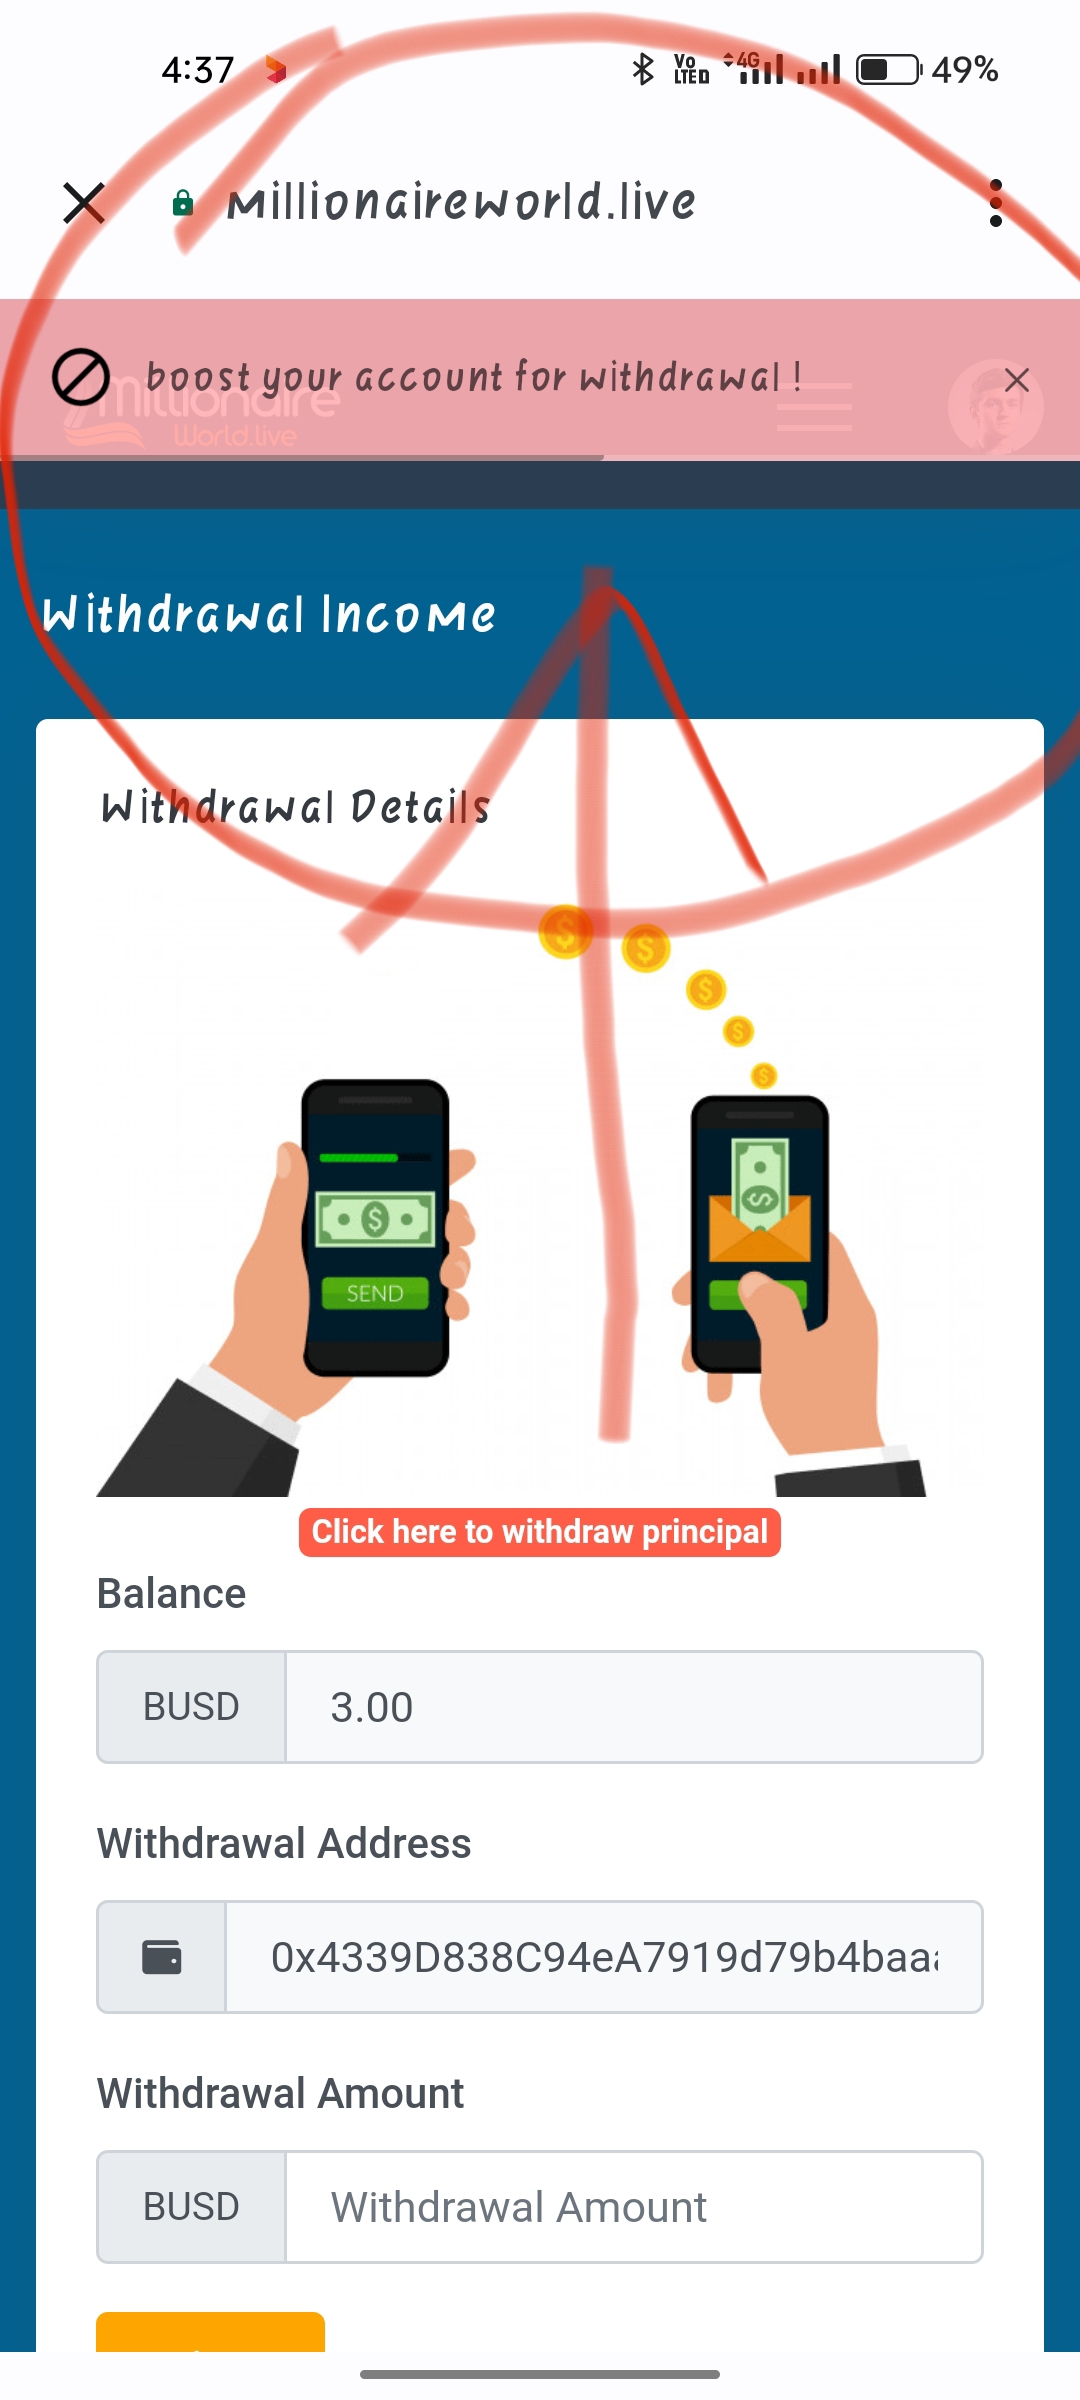 4:37
Vo
LTE D
4G
49%
Millionaireworld.live
boost your account for withdrawal !
Millionaire
World.live
Withdrawal Income
Withdrawal Details
SEND
Click here to withdraw principal
Balance
BUSD
3.00
Withdrawal Address
0x4339D838C94eA7919d79b4baa
Withdrawal Amount
BUSD
Withdrawal Amount